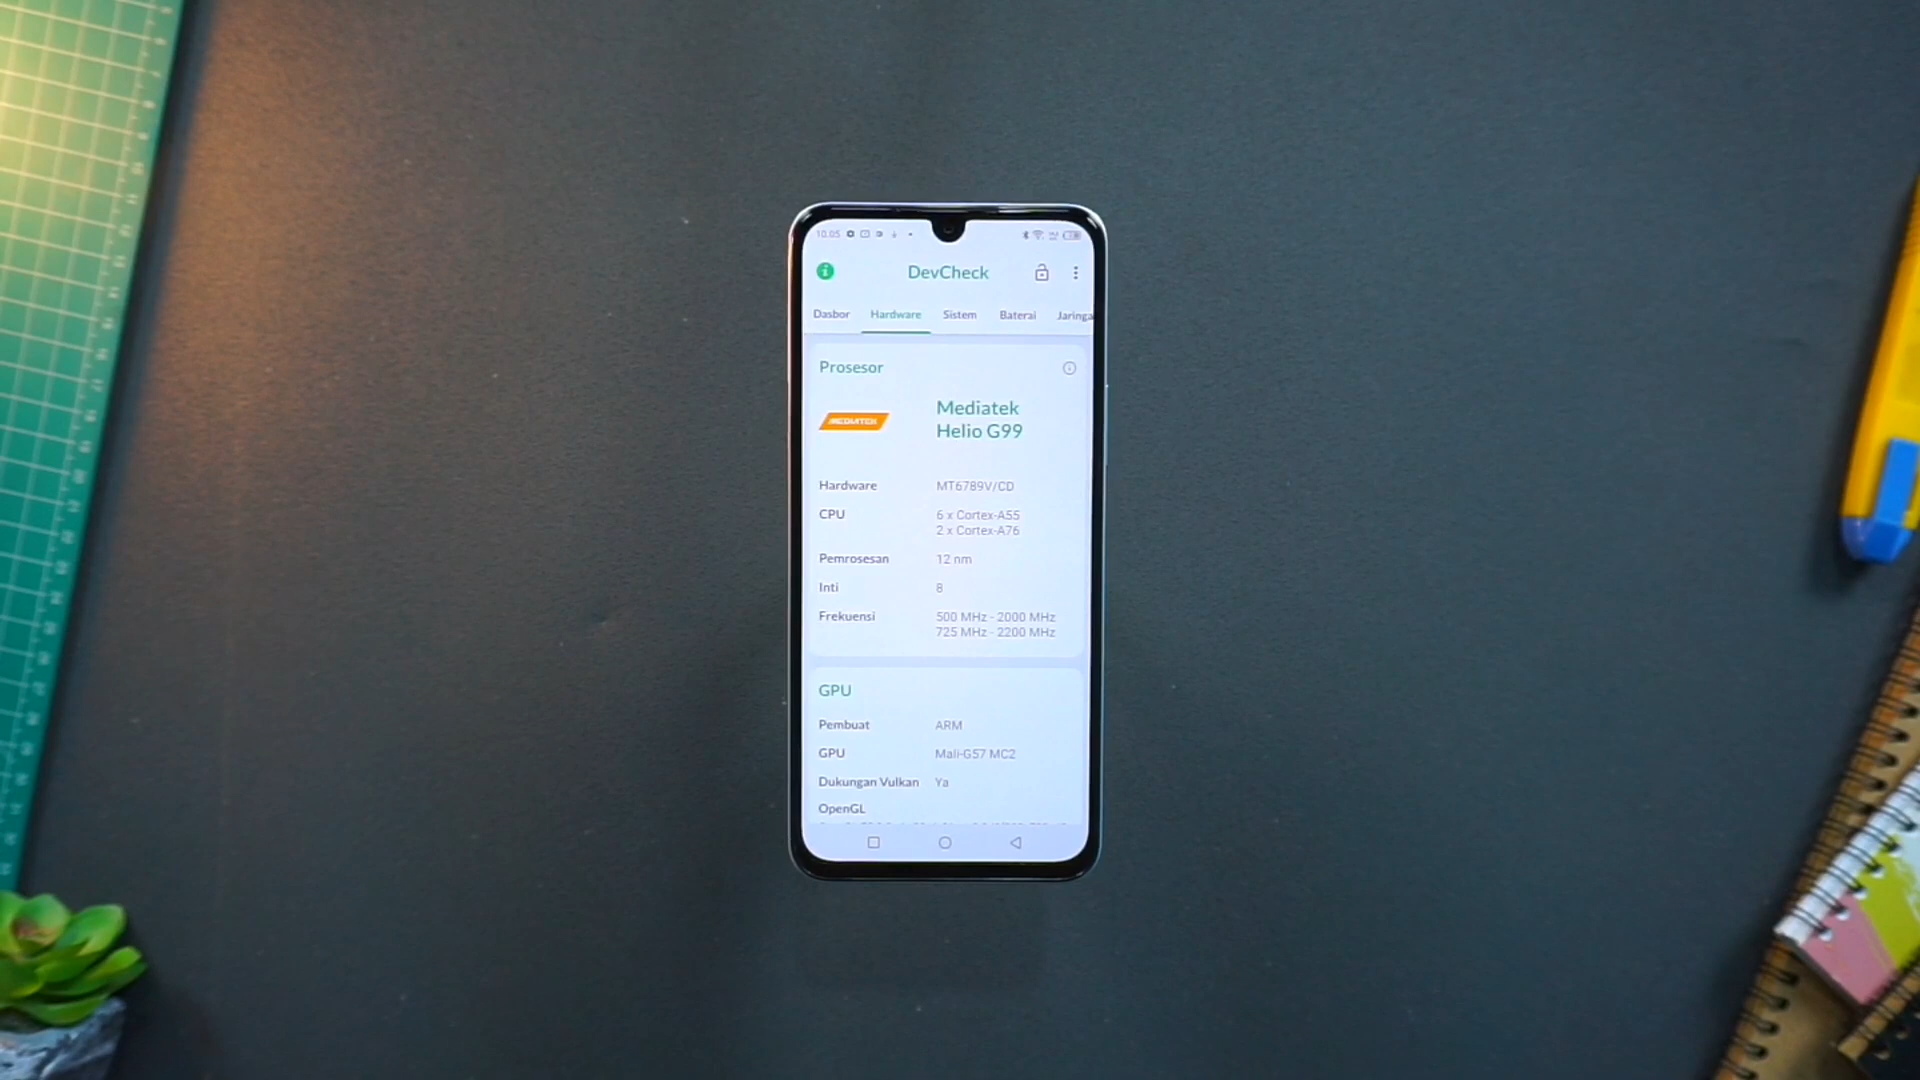 10.05
DevCheck
Dasbor Hardware Sistem Baterai Jaringa
Prosesor
MEDIATEK
Mediatek
Helio G99
Hardware MT6789V/CD
CPU 6 x Cortex-A55
2 x Cortex-A76
Pemrosesan 12 nm
Inti 8
Frekuensi 500 MHz - 2000 MHz
725 MHz - 2200 MHz
GPU
Pembuat ARM
GPU Mali-G57 MC2
Dukungan Vulkan Ya
OpenGL